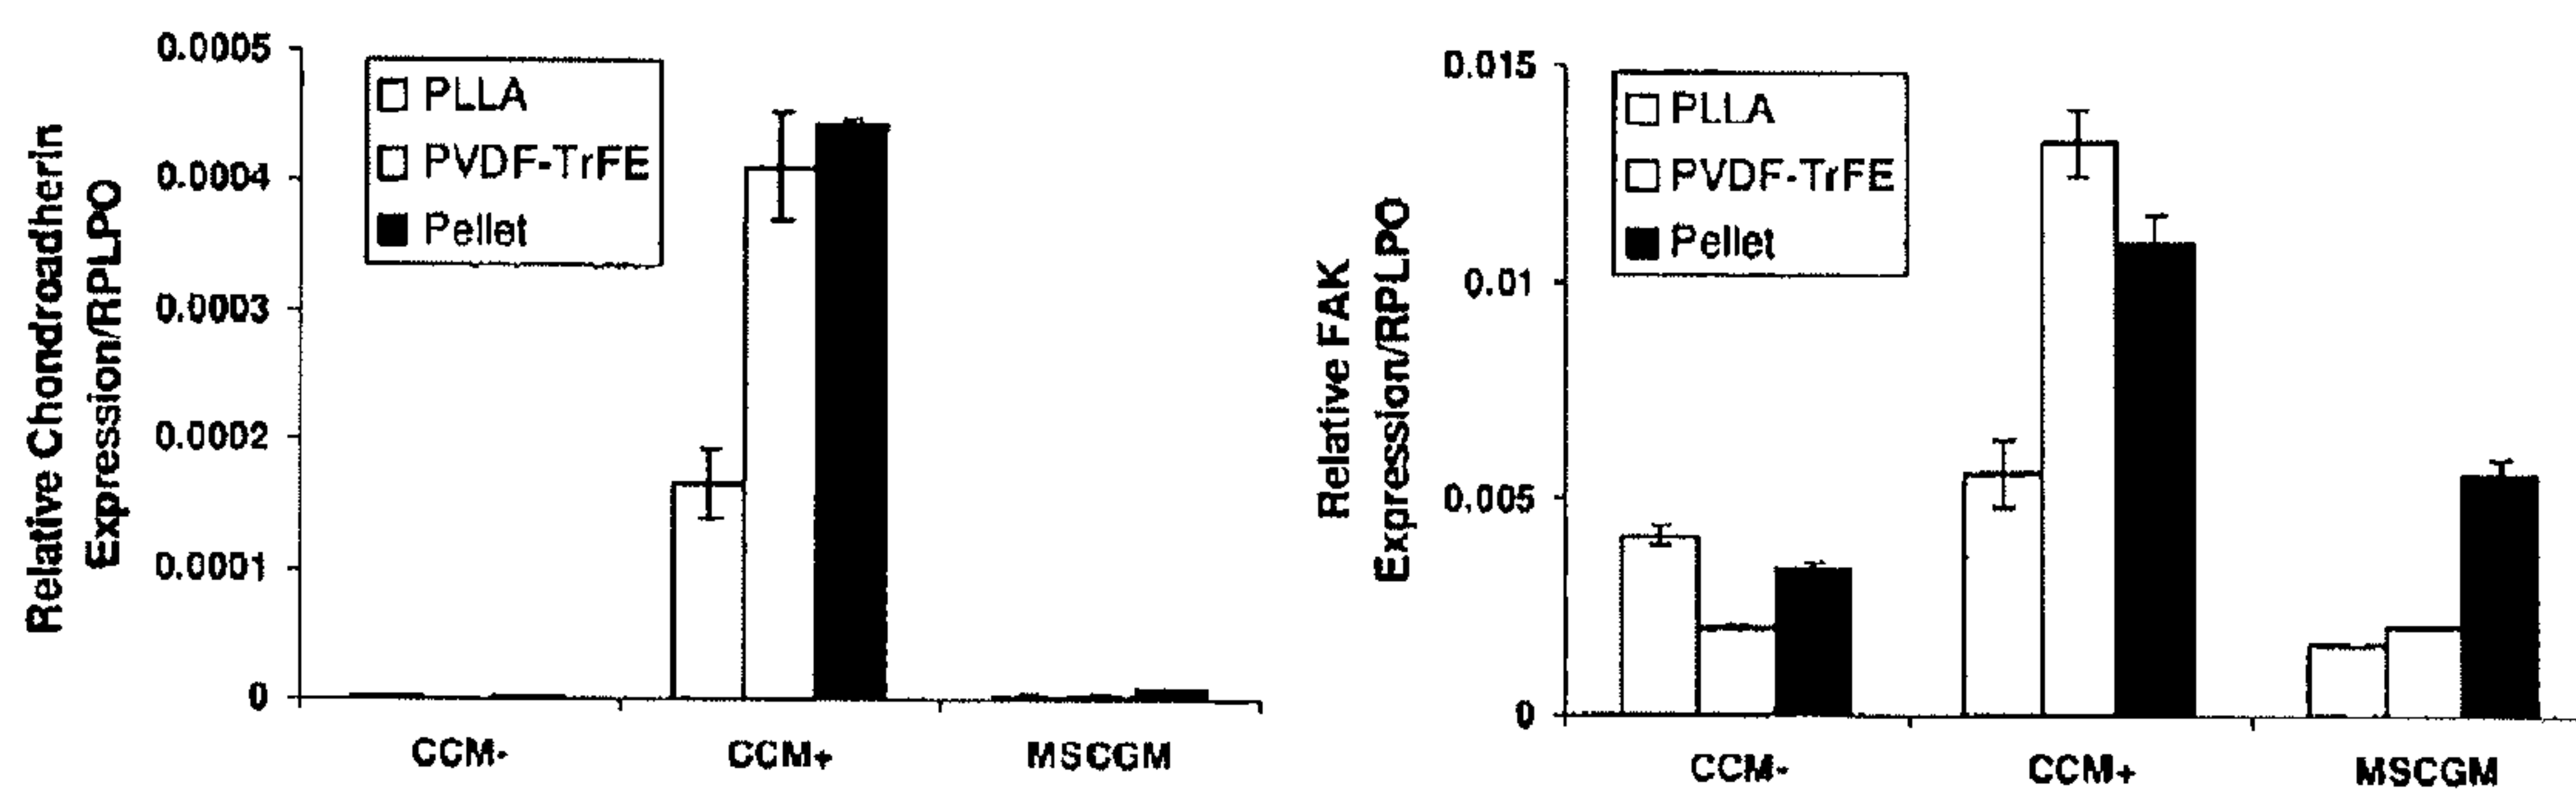 Relative Chondroadherin
Expression/RPLPO
0.0005
0.0004
0.0003
0.0002
0.0001
0
PLLA
PVDF-TrFE
Pellet
CCM-
CCM+
MSCGM
Relative FAK
Expression/RPLPO
0.015
0.01
0.005
0
PLLA
PVDF-TrFE
Pellet
CCM-
CCM+
MSCGM